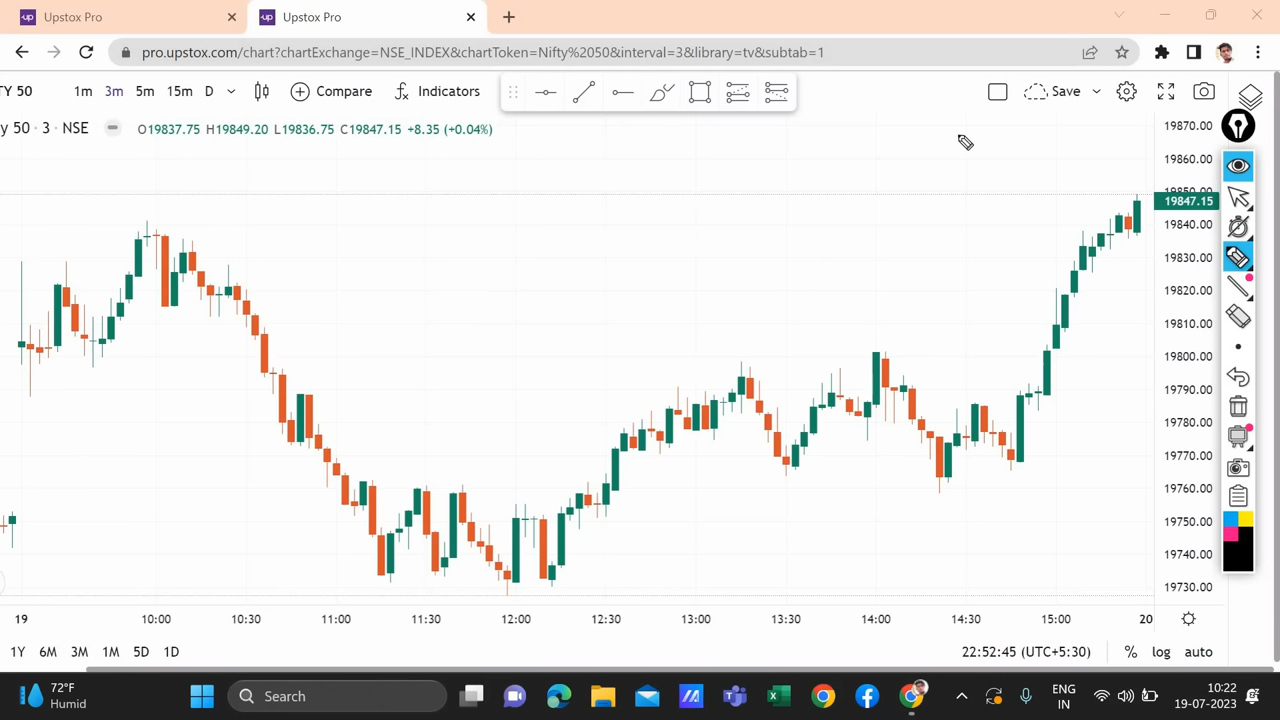 Upstox Pro
Upstox Pro
pro.upstox.com/chart?chartExchange=NSE_INDEX&chartToken=Nifty%2050&interval=3&library=tv&subtab=1
TY 50 1m 3m 5m 15m D Compare Indicators Save
y 50 · 3 · NSE O19837.75 H19849.20 L19836.75 C19847.15 +8.35 (+0.04%)
19870.00
19860.00
19850.00
19847.15
19840.00
19830.00
19820.00
19810.00
19800.00
19790.00
19780.00
19770.00
19760.00
19750.00
19740.00
19730.00
19 10:00 10:30 11:00 11:30 12:00 12:30 13:00 13:30 14:00 14:30 15:00 20
1Y 6M 3M 1M 5D 1D 22:52:45 (UTC+5:30) % log auto
72°F
Humid
Search
ENG
IN
10:22
19-07-2023